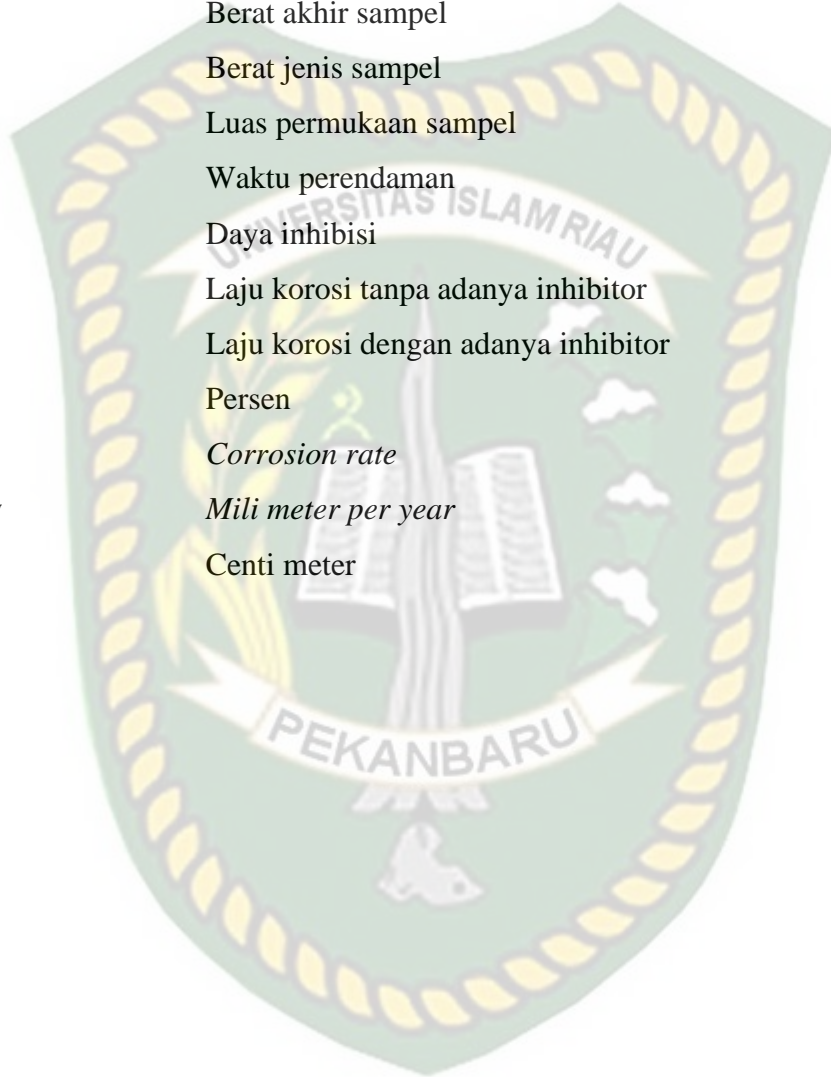 Berat akhir sampel
Berat jenis sampel
Luas permukaan sampel
Waktu perendaman
UNIVERSITAS ISLAM RIAU
Daya inhibisi
Laju korosi tanpa adanya inhibitor
Laju korosi dengan adanya inhibitor
Persen
Corrosion rate
Mili meter per year
Centi meter
PEKANBARU